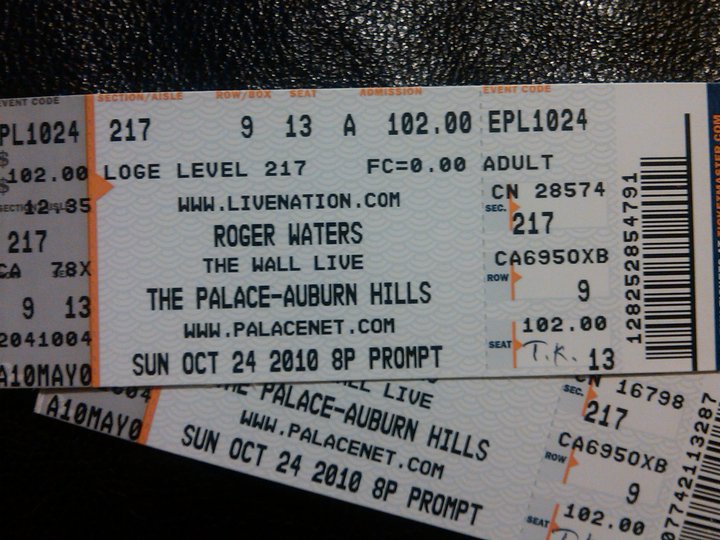 EVENT CODE
SECTION/AISLE ROW/BOX SEAT ADMISSION EVENT CODE
PL1024 217 9 13 A 102.00 EPL1024
$
$ 102.00 LOGE LEVEL 217 FC=0.00 ADULT
12.35 WWW.LIVENATION.COM CN 28574
SEC.
217 ROGER WATERS 217
CA 78X THE WALL LIVE CA6950XB
ROW
9 13 THE PALACE-AUBURN HILLS 9
2041004 WWW.PALACENET.COM 102.00
A10MAY0 SUN OCT 24 2010 8P PROMPT SEAT T.K. 13
128252854791
LIVE CN 16798
SEC.
A10MAY0 PALACE-AUBURN HILLS 217
WWW.PALACENET.COM CA6950XB
ROW
SUN OCT 24 2010 8P PROMPT 9
SEAT 102.00
077421113287